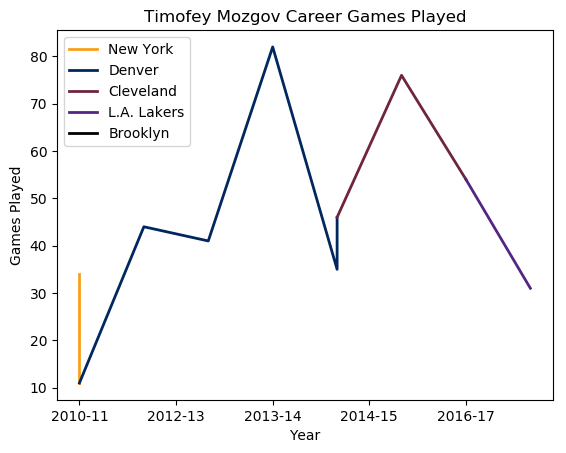 Timofey Mozgov Career Games Played
New York
Denver
Cleveland
L.A. Lakers
Brooklyn
80
70
60
50
40
30
20
10
Games Played
2010-11 2012-13 2013-14 2014-15 2016-17
Year